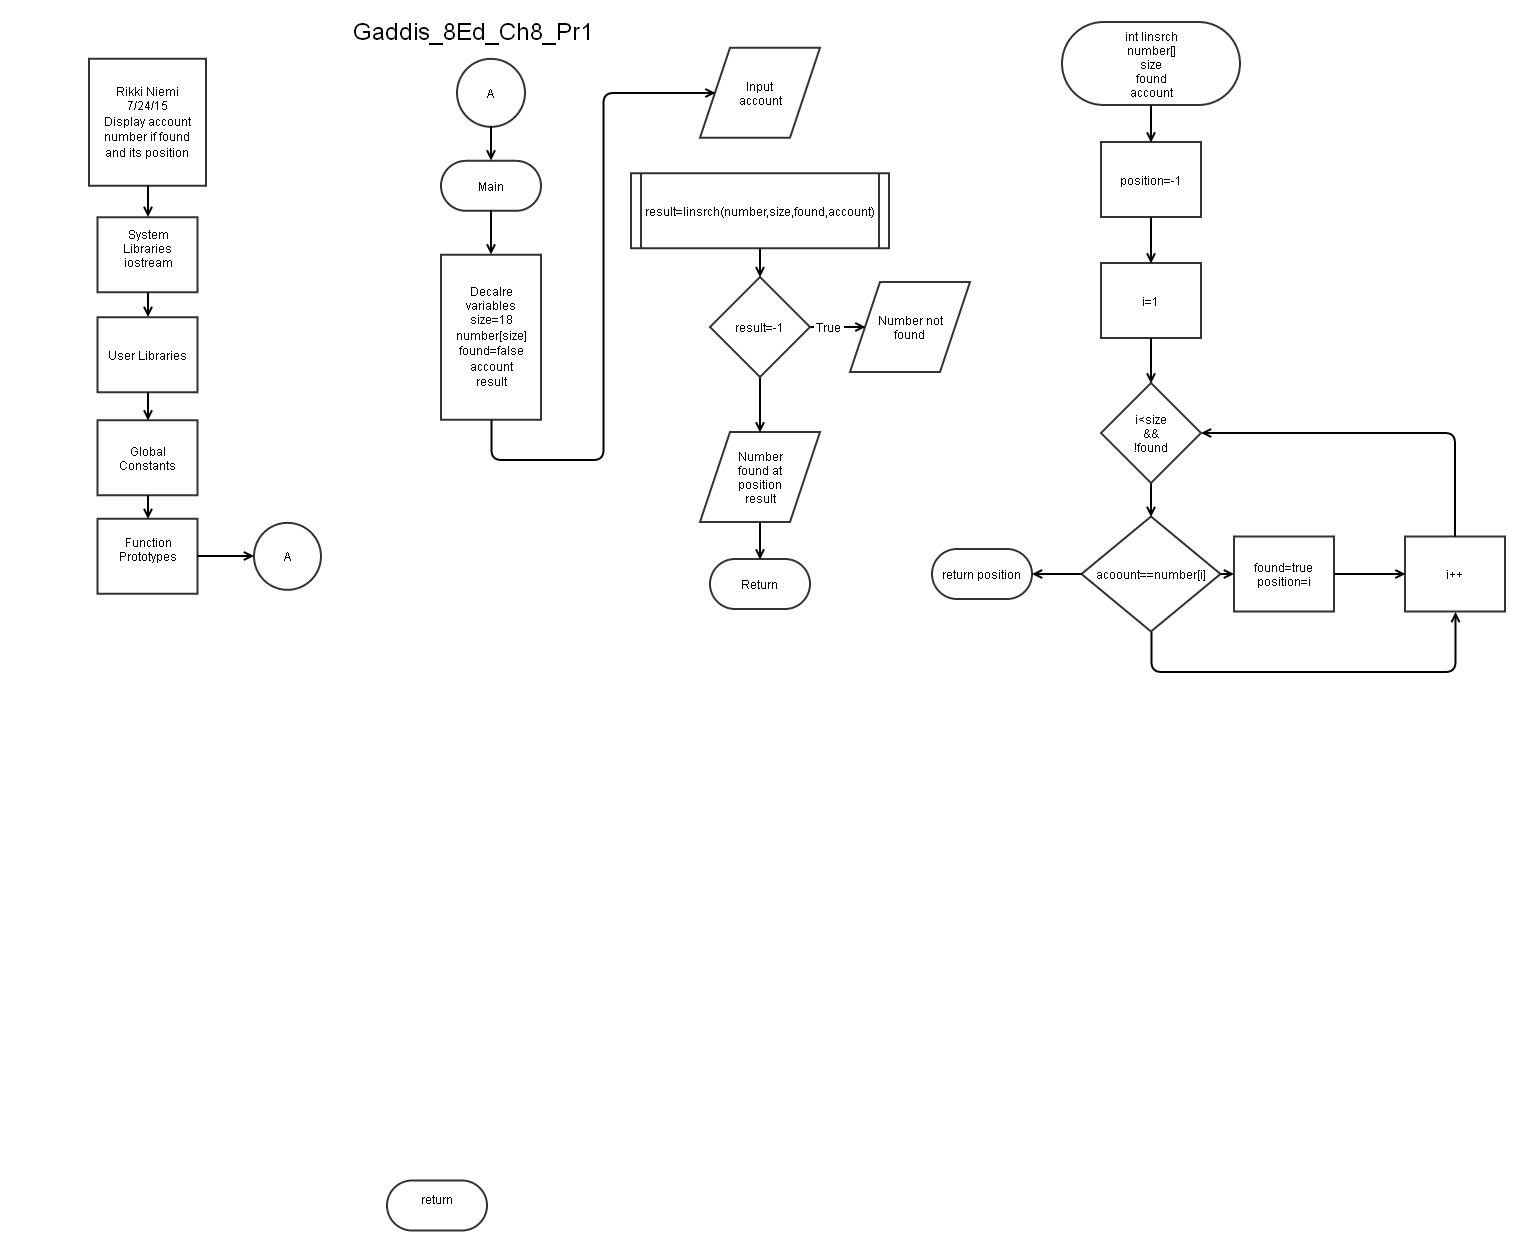 Gaddis_8Ed_Ch8_Pr1
Rikki Niemi
7/24/15
Display account
number if found
and its position
System
Libraries
iostream
User Libraries
Global
Constants
Function
Prototypes
A
A
Main
Decalre
variables
size=18
number[size]
found=false
account
result
Input
account
result=linsrch(number,size,found,account)
result=-1
True
Number not
found
Number
found at
position
result
Return
int linsrch
number[]
size
found
account
position=-1
i=1
i<size
&&
!found
acoount==number[i]
return position
found=true
position=i
i++
return